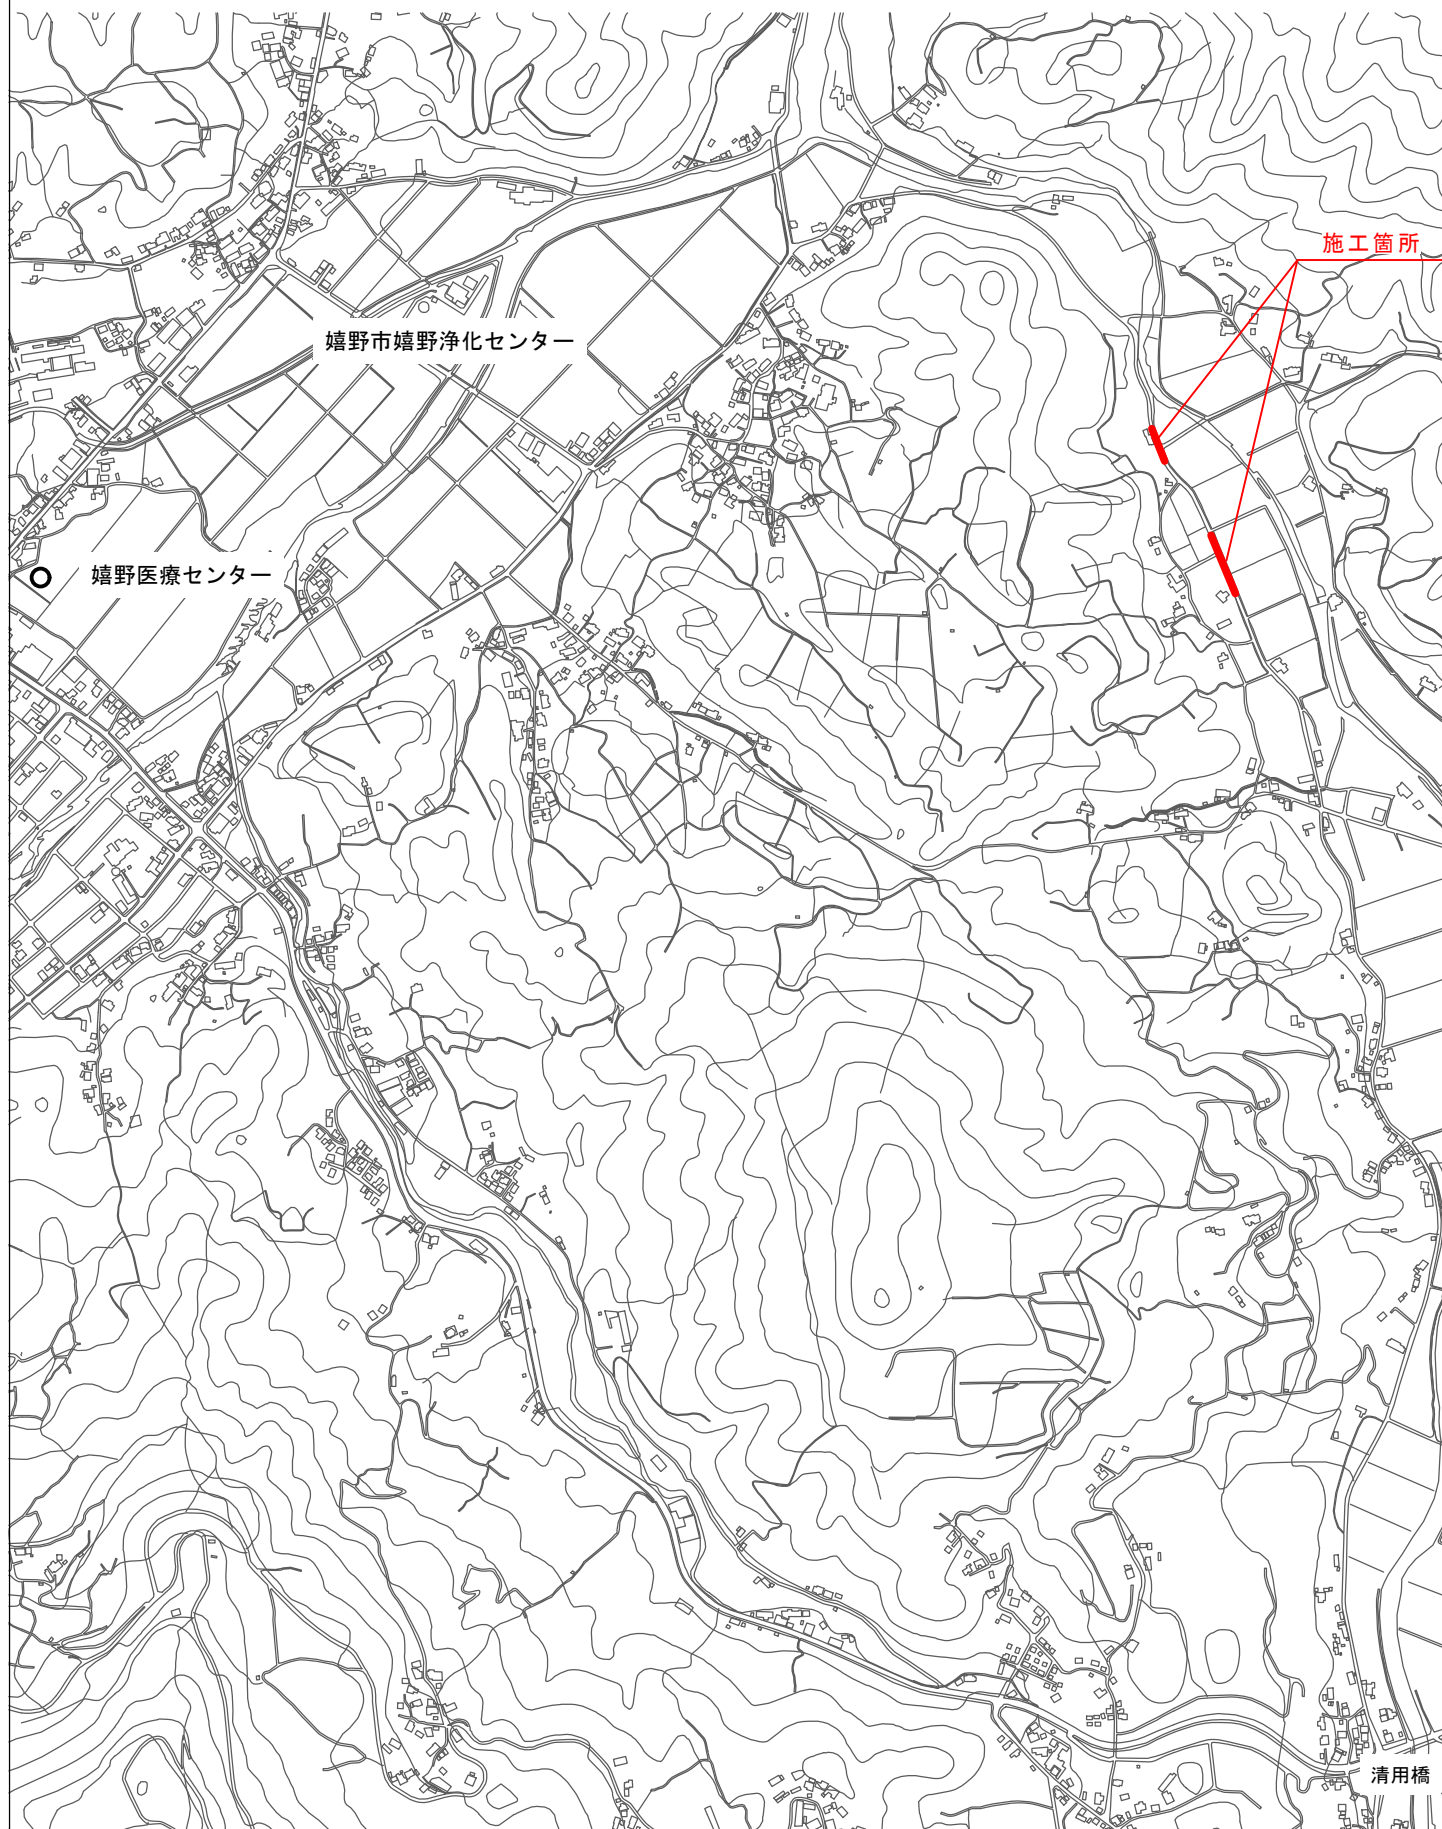 施工箇所
嬉野市嬉野浄化センター
嬉野医療センター
清用橋